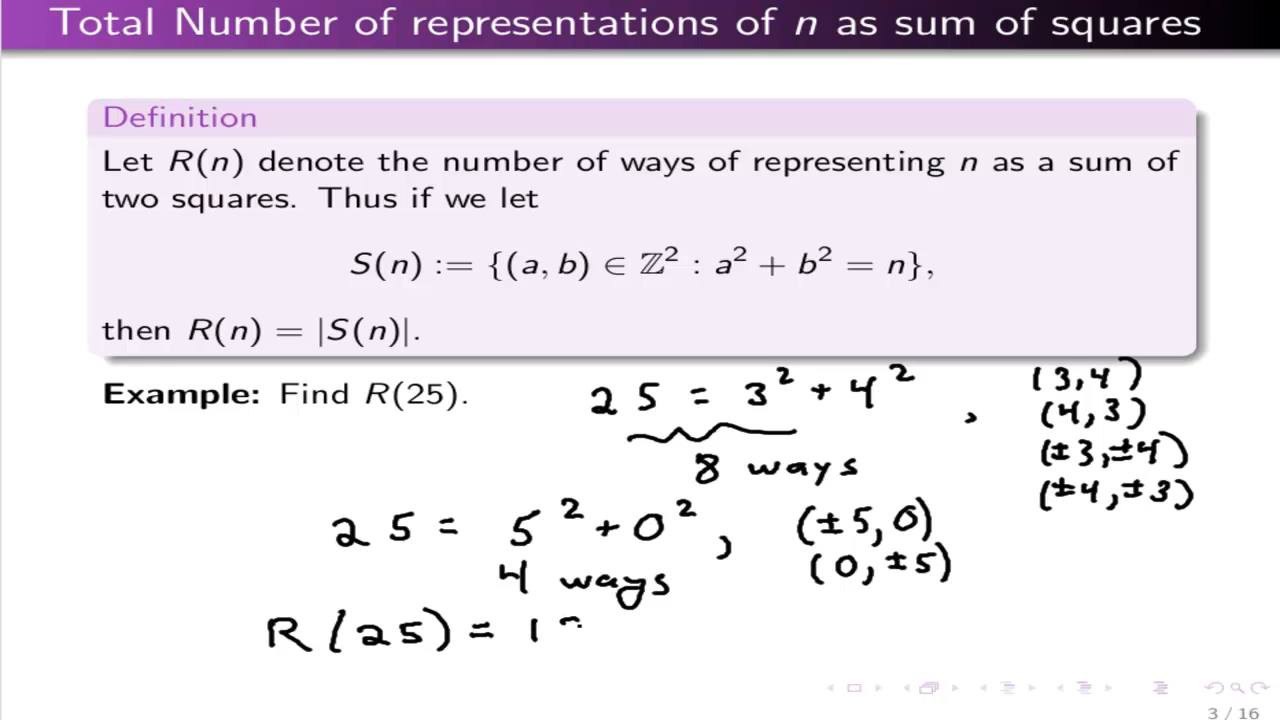 Total Number of representations of n as sum of squares
Definition
Let R(n) denote the number of ways of representing n as a sum of
two squares. Thus if we let
S(n) := {(a, b) ∈ ℤ² : a² + b² = n},
then R(n) = |S(n)|.
Example: Find R(25).
25 = 3² + 4² ,
8 ways
(3,4)
(4,3)
(±3,±4)
(±4,±3)
25 = 5² + 0² ,
4 ways
(±5,0)
(0,±5)
R(25) = 1
3 / 16